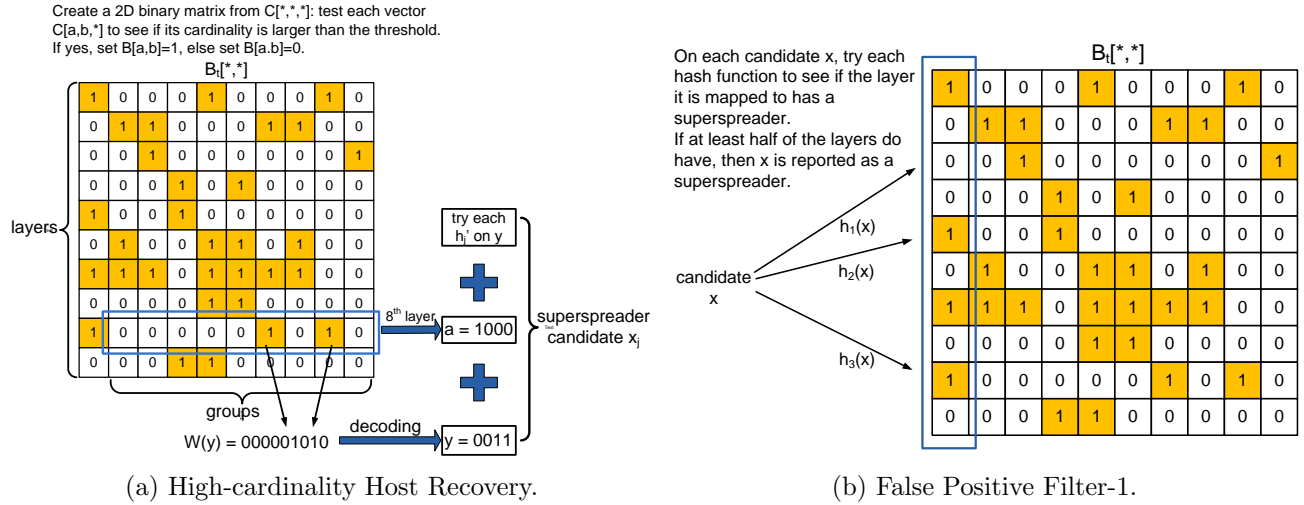 Create a 2D binary matrix from C[*,*,*]: test each vector
C[a,b,*] to see if its cardinality is larger than the threshold.
If yes, set B[a,b]=1, else set B[a.b]=0.
Bt[*,*]
1 0 0 0 1 0 0 0 1 0
0 1 1 0 0 0 1 1 0 0
0 0 1 0 0 0 0 0 0 1
0 0 0 1 0 1 0 0 0 0
1 0 0 1 0 0 0 0 0 0
0 1 0 0 1 1 0 1 0 0
1 1 1 0 1 1 1 1 0 0
0 0 0 0 1 1 0 0 0 0
1 0 0 0 0 0 1 0 1 0
0 0 0 1 1 0 0 0 0 0
layers
groups
W(y) = 000001010
decoding
8th layer
try each
hj' on y
a = 1000
y = 0011
superspreader
Text
candidate xj
(a) High-cardinality Host Recovery.
On each candidate x, try each
hash function to see if the layer
it is mapped to has a
superspreader.
If at least half of the layers do
have, then x is reported as a
superspreader.
candidate
x
h1(x)
h2(x)
h3(x)
Bt[*,*]
1 0 0 0 1 0 0 0 1 0
0 1 1 0 0 0 1 1 0 0
0 0 1 0 0 0 0 0 0 1
0 0 0 1 0 1 0 0 0 0
1 0 0 1 0 0 0 0 0 0
0 1 0 0 1 1 0 1 0 0
1 1 1 0 1 1 1 1 0 0
0 0 0 0 1 1 0 0 0 0
1 0 0 0 0 0 1 0 1 0
0 0 0 1 1 0 0 0 0 0
(b) False Positive Filter-1.